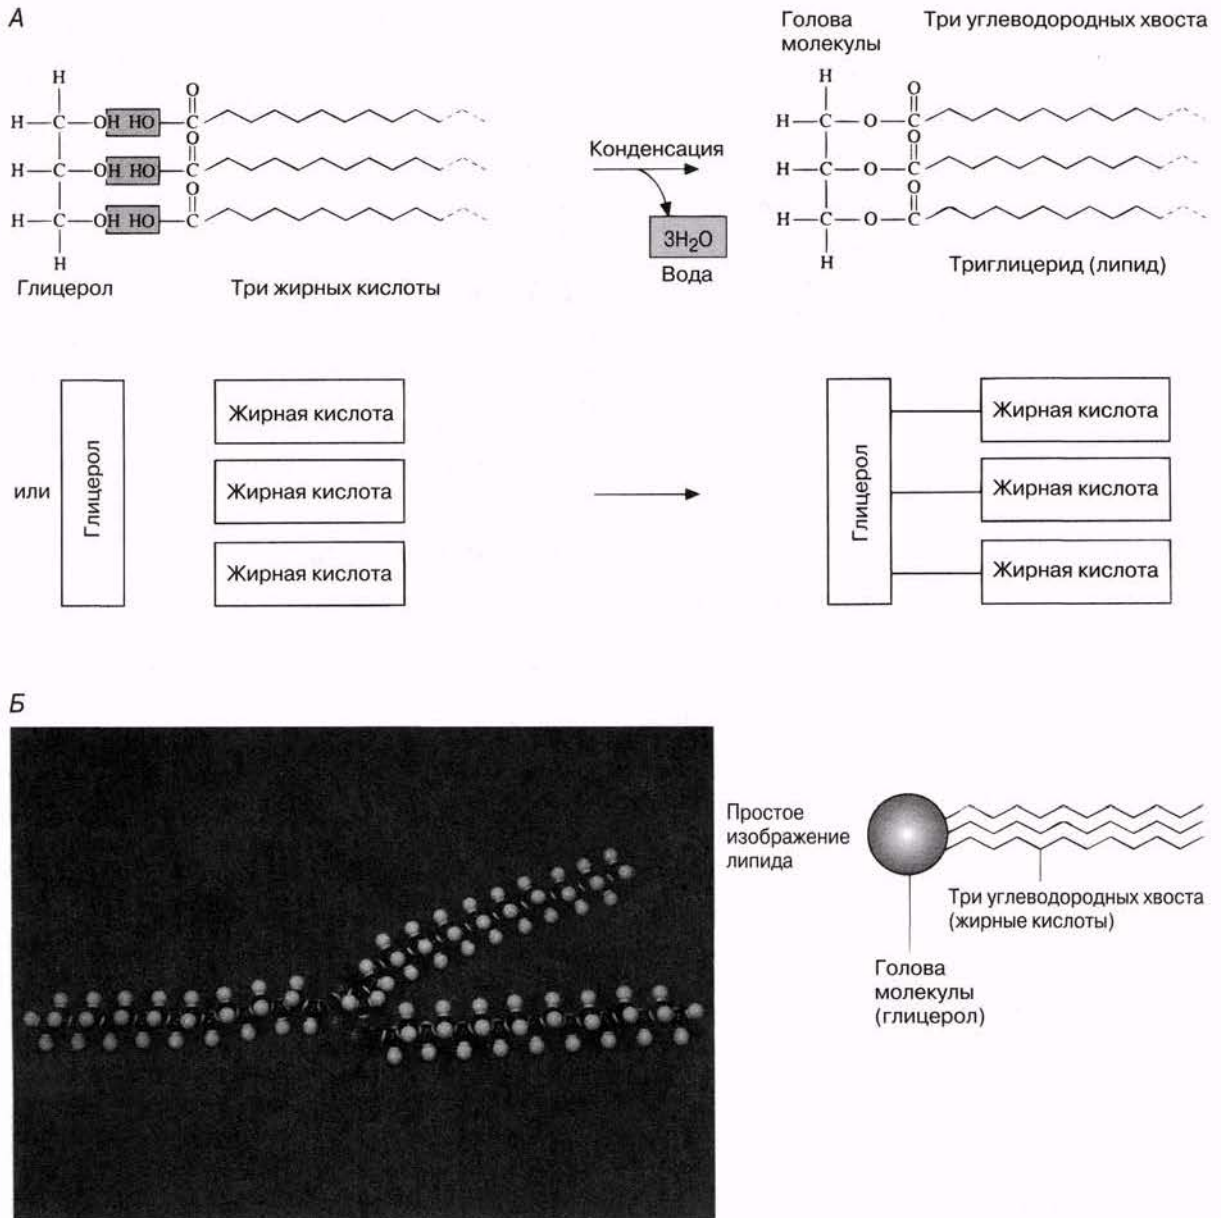 А
Голова
молекулы
Три углеводородных хвоста
H
O
H—C—OH HO—C
O
H—C—OH HO—C
O
H—C—OH HO—C
H
Глицерол
Три жирных кислоты
Конденсация
3H₂O
Вода
H
O
H—C—O—C
O
H—C—O—C
O
H—C—O—C
H
Триглицерид (липид)
или
Глицерол
Жирная кислота
Жирная кислота
Жирная кислота
Глицерол
Жирная кислота
Жирная кислота
Жирная кислота
Б
Простое
изображение
липида
Три углеводородных хвоста
(жирные кислоты)
Голова
молекулы
(глицерол)